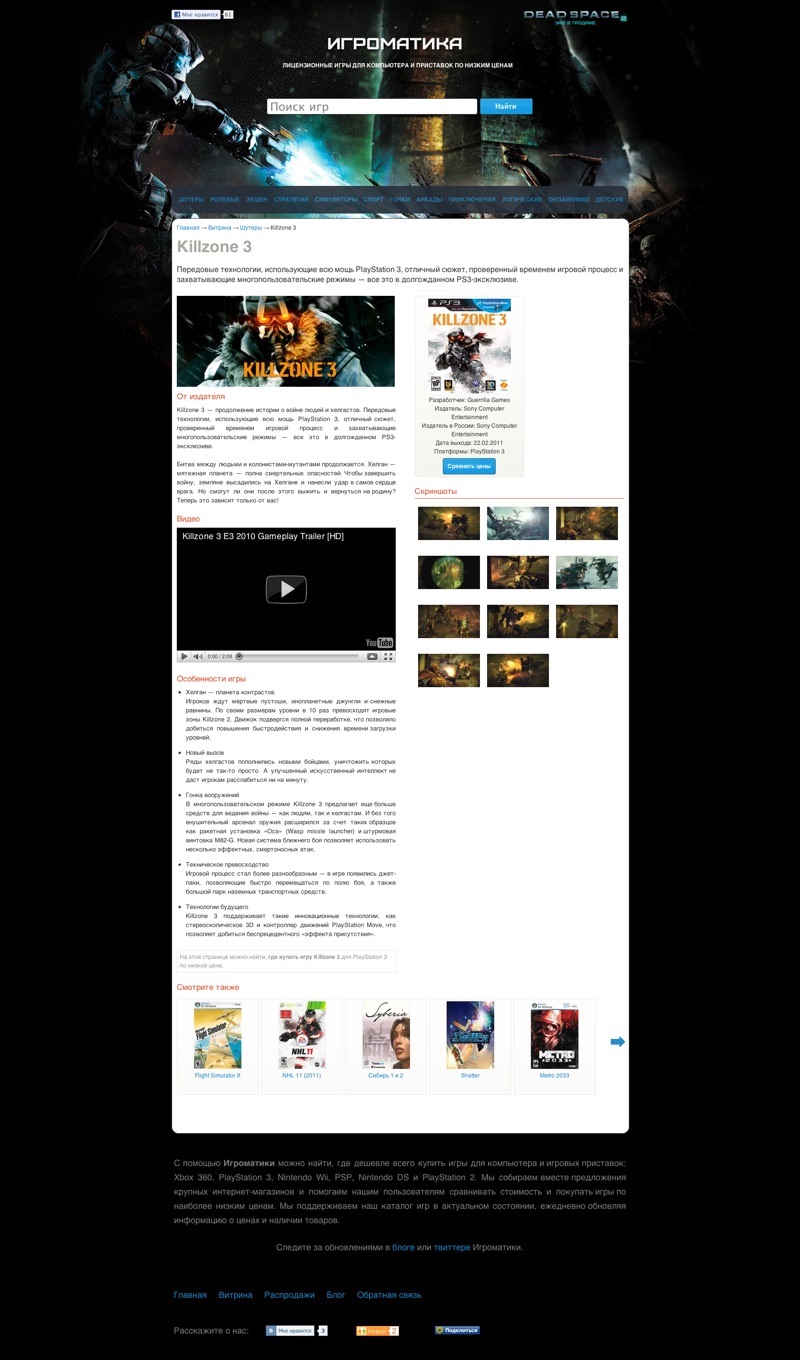 Мне нравится 61
DEAD SPACE 2
УЖЕ В ПРОДАЖЕ
ИГРОМАТИКА
ЛИЦЕНЗИОННЫЕ ИГРЫ ДЛЯ КОМПЬЮТЕРА И ПРИСТАВОК ПО НИЗКИМ ЦЕНАМ
Поиск игр Найти
ШУТЕРЫ РОЛЕВЫЕ ЭКШЕН СТРАТЕГИИ СИМУЛЯТОРЫ СПОРТ ГОНКИ АРКАДЫ ПРИКЛЮЧЕНИЯ ЛОГИЧЕСКИЕ ОНЛАЙН/MMO ДЕТСКИЕ
Главная → Витрина → Шутеры → Killzone 3
Killzone 3
Передовые технологии, использующие всю мощь PlayStation 3, отличный сюжет, проверенный временем игровой процесс и
захватывающие многопользовательские режимы — все это в долгожданном PS3-эксклюзиве.
KILLZONE 3
От издателя
Killzone 3 — продолжение истории о войне людей и хелгастов. Передовые
технологии, использующие всю мощь PlayStation 3, отличный сюжет,
проверенный временем игровой процесс и захватывающие
многопользовательские режимы — все это в долгожданном PS3-
эксклюзиве.
Битва между людьми и колонистами-мутантами продолжается. Хелган —
мятежная планета — полна смертельных опасностей. Чтобы завершить
войну, земляне высадились на Хелгане и нанесли удар в самое сердце
врага. Но смогут ли они после этого выжить и вернуться на родину?
Теперь это зависит только от вас!
Видео
Killzone 3 E3 2010 Gameplay Trailer [HD]
YouTube
0:00 / 2:09
Особенности игры
Хелган — планета контрастов
Игроков ждут мертвые пустоши, инопланетные джунгли и снежные
равнины. По своим размерам уровни в 10 раз превосходят игровые
зоны Killzone 2. Движок подвергся полной переработке, что позволило
добиться повышения быстродействия и снижения времени загрузки
уровней.
Новый вызов
Ряды хелгастов пополнились новыми бойцами, уничтожить которых
будет не так-то просто. А улучшенный искусственный интеллект не
даст игрокам расслабиться ни на минуту.
Гонка вооружений
В многопользовательском режиме Killzone 3 предлагает еще больше
средств для ведения войны — как людям, так и хелгастам. И без того
внушительный арсенал оружия расширился за счет таких образцов
как ракетная установка «Оса» (Wasp missle launcher) и штурмовая
винтовка M82-G. Новая система ближнего боя позволяет использовать
несколько эффектных, смертоносных атак.
Техническое превосходство
Игровой процесс стал более разнообразным — в игре появились джет-
паки, позволяющие быстро перемещаться по полю боя, а также
большой парк наземных транспортных средств.
Технологии будущего
Killzone 3 поддерживает такие инновационные технологии, как
стереоскопическое 3D и контроллер движений PlayStation Move, что
позволяет добиться беспрецедентного «эффекта присутствия».
На этой странице можно найти, где купить игру Killzone 3 для PlayStation 3
по низкой цене.
PS3
KILLZONE 3
Разработчик: Guerrilla Games
Издатель: Sony Computer
Entertainment
Издатель в России: Sony Computer
Entertainment
Дата выхода: 22.02.2011
Платформы: PlayStation 3
Сравнить цены
Скриншоты
Смотрите также
Flight Simulator
XBOX 360
NHL 11
Syberia
METRO
2033
Flight Simulator X
NHL 11 (2011)
Сибирь 1 и 2
Shatter
Metro 2033
С помощью Игроматики можно найти, где дешевле всего купить игры для компьютера и игровых приставок:
Xbox 360, PlayStation 3, Nintendo Wii, PSP, Nintendo DS и PlayStation 2. Мы собираем вместе предложения
крупных интернет-магазинов и помогаем нашим пользователям сравнивать стоимость и покупать игры по
наиболее низким ценам. Мы поддерживаем наш каталог игр в актуальном состоянии, ежедневно обновляя
информацию о ценах и наличии товаров.
Следите за обновлениями в блоге или твиттере Игроматики.
Главная Витрина Распродажи Блог Обратная связь
Расскажите о нас: Мне нравится 3 Класс! 2 Поделиться